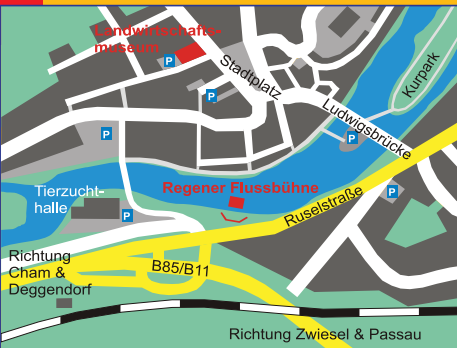 Landwirtschafts-
museum
P
Stadtplatz
P
Kurpark
Ludwigsbrücke
P
P
Tierzucht-
halle
Regener Flussbühne
P
P
Ruselstraße
Richtung
Cham &
Deggendorf
B85/B11
Richtung Zwiesel & Passau